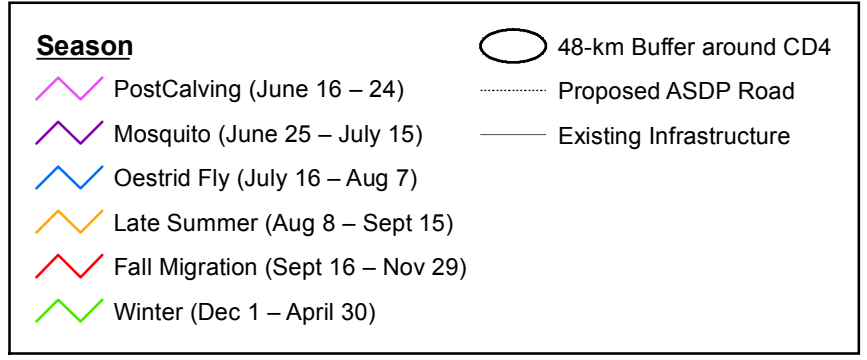 Season
PostCalving (June 16 – 24)
Mosquito (June 25 – July 15)
Oestrid Fly (July 16 – Aug 7)
Late Summer (Aug 8 – Sept 15)
Fall Migration (Sept 16 – Nov 29)
Winter (Dec 1 – April 30)
48-km Buffer around CD4
Proposed ASDP Road
Existing Infrastructure